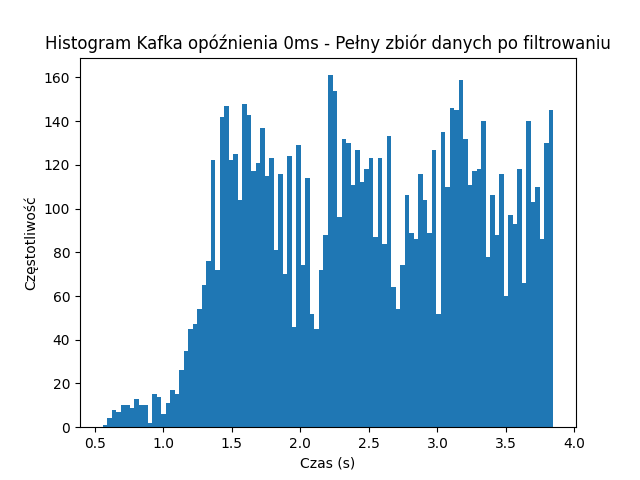 Histogram Kafka opóźnienia 0ms - Pełny zbiór danych po filtrowaniu
160
140
120
100
80
60
40
20
0
Częstotliwość
0.5 1.0 1.5 2.0 2.5 3.0 3.5 4.0
Czas (s)